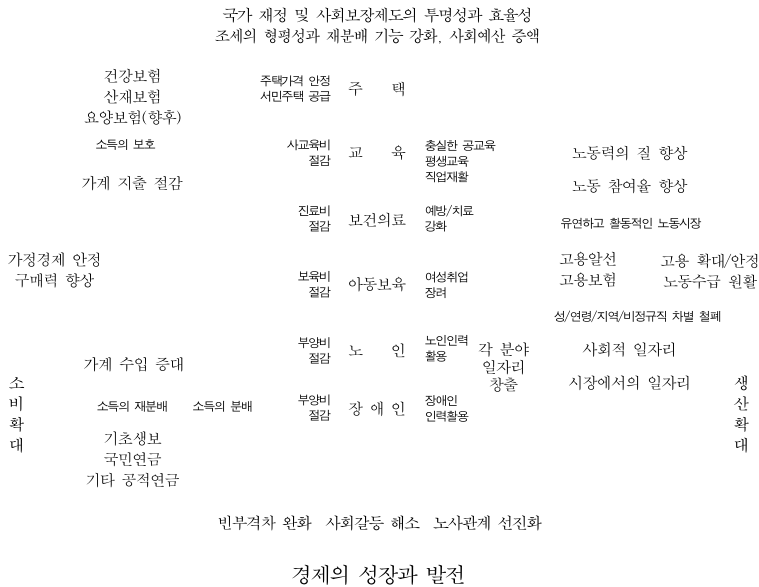 국가 재정 및 사회보장제도의 투명성과 효율성
조세의 형평성과 재분배 기능 강화, 사회예산 증액
건강보험
산재보험
요양보험(향후)
소득의 보호
가계 지출 절감
가정경제 안정
구매력 향상
가계 수입 증대
소비확대
소득의 재분배 소득의 분배
기초생보
국민연금
기타 공적연금
주택가격 안정
서민주택 공급
주 택
사교육비
절감
교 육
충실한 공교육
평생교육
직업재활
진료비
절감
보건의료
예방/치료
강화
보육비
절감
아동보육
여성취업
장려
부양비
절감
노 인
노인인력
활용
부양비
절감
장 애 인
장애인
인력활용
각 분야
일자리
창출
노동력의 질 향상
노동 참여율 향상
유연하고 활동적인 노동시장
고용알선
고용보험
고용 확대/안정
노동수급 원활
성/연령/지역/비정규직 차별 철폐
사회적 일자리
시장에서의 일자리
생산확대
빈부격차 완화 사회갈등 해소 노사관계 선진화
경제의 성장과 발전